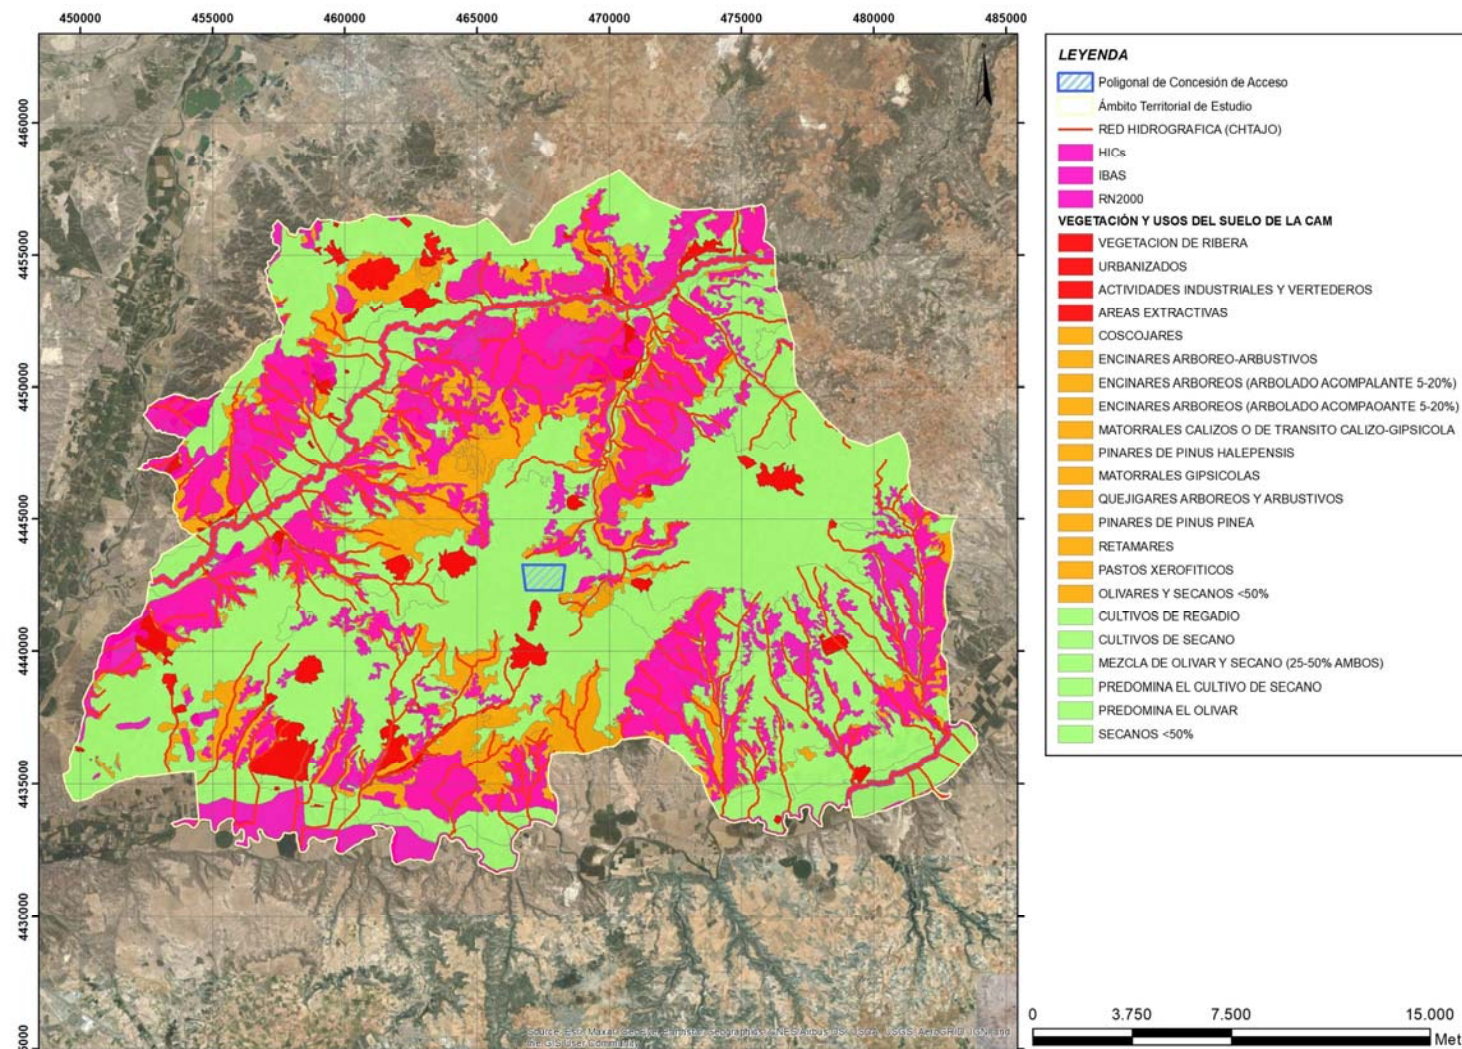 450000 455000 460000 465000 470000 475000 480000 485000
4460000
4455000
4450000
4445000
4440000
4435000
4430000
LEYENDA
Poligonal de Concesión de Acceso
Ámbito Territorial de Estudio
RED HIDROGRAFICA (CHTAJO)
HICs
IBAS
RN2000
VEGETACIÓN Y USOS DEL SUELO DE LA CAM
VEGETACION DE RIBERA
URBANIZADOS
ACTIVIDADES INDUSTRIALES Y VERTEDEROS
AREAS EXTRACTIVAS
COSCOJARES
ENCINARES ARBOREO-ARBUSTIVOS
ENCINARES ARBOREOS (ARBOLADO ACOMPALANTE 5-20%)
ENCINARES ARBOREOS (ARBOLADO ACOMPAOANTE 5-20%)
MATORRALES CALIZOS O DE TRANSITO CALIZO-GIPSICOLA
PINARES DE PINUS HALEPENSIS
MATORRALES GIPSICOLAS
QUEJIGARES ARBOREOS Y ARBUSTIVOS
PINARES DE PINUS PINEA
RETAMARES
PASTOS XEROFITICOS
OLIVARES Y SECANOS <50%
CULTIVOS DE REGADIO
CULTIVOS DE SECANO
MEZCLA DE OLIVAR Y SECANO (25-50% AMBOS)
PREDOMINA EL CULTIVO DE SECANO
PREDOMINA EL OLIVAR
SECANOS <50%
0 3.750 7.500 15.000
Met